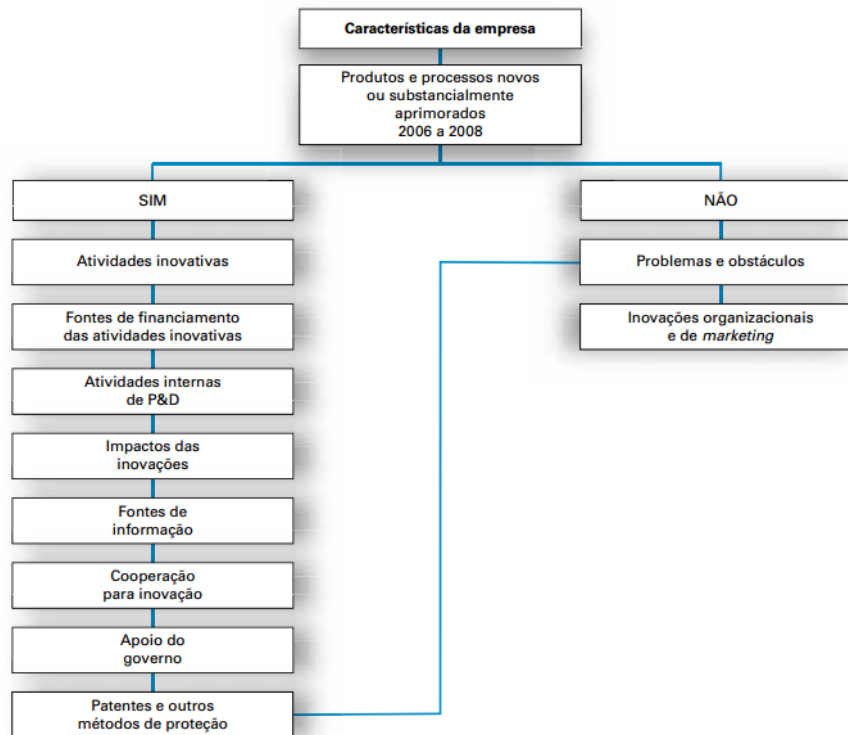 Características da empresa
Produtos e processos novos
ou substancialmente
aprimorados
2006 a 2008
SIM
NÃO
Atividades inovativas
Problemas e obstáculos
Fontes de financiamento
das atividades inovativas
Inovações organizacionais
e de marketing
Atividades internas
de P&D
Impactos das
inovações
Fontes de
informação
Cooperação
para inovação
Apoio do
governo
Patentes e outros
métodos de proteção